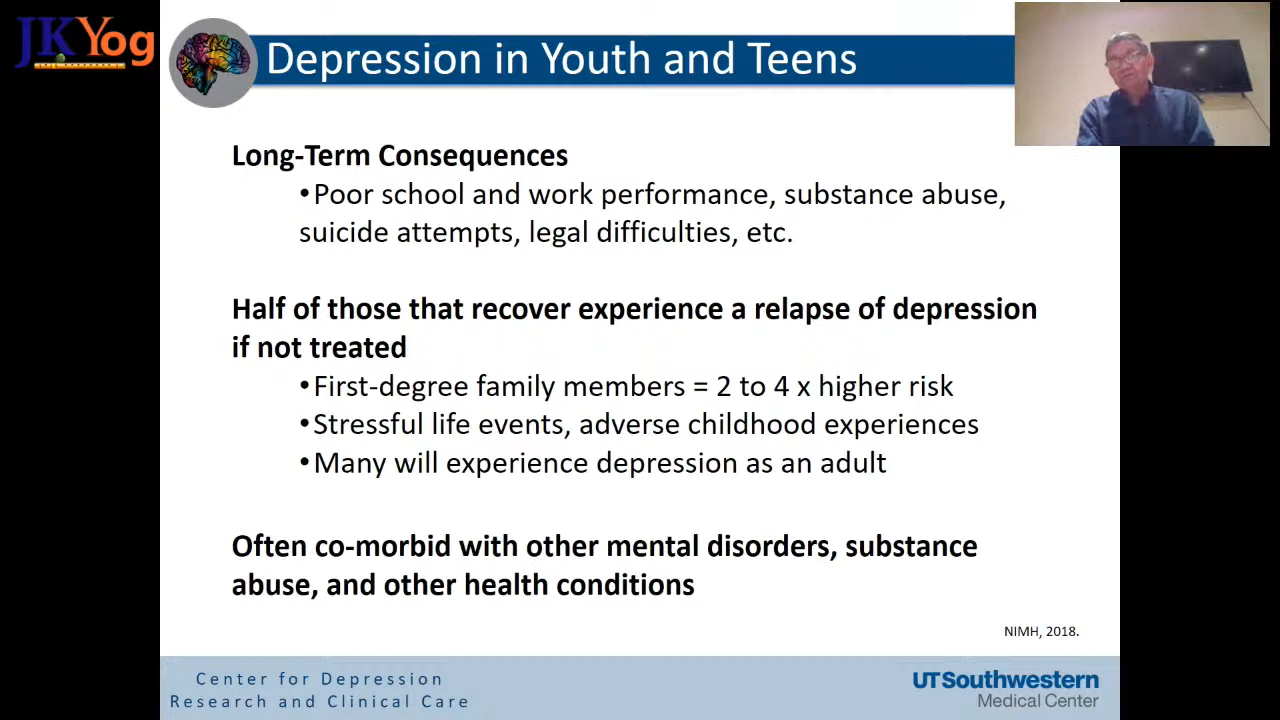 JKYog
Depression in Youth and Teens
Long-Term Consequences
•Poor school and work performance, substance abuse,
suicide attempts, legal difficulties, etc.
Half of those that recover experience a relapse of depression
if not treated
•First-degree family members = 2 to 4 x higher risk
•Stressful life events, adverse childhood experiences
•Many will experience depression as an adult
Often co-morbid with other mental disorders, substance
abuse, and other health conditions
NIMH, 2018.
Center for Depression
Research and Clinical Care
UTSouthwestern
Medical Center